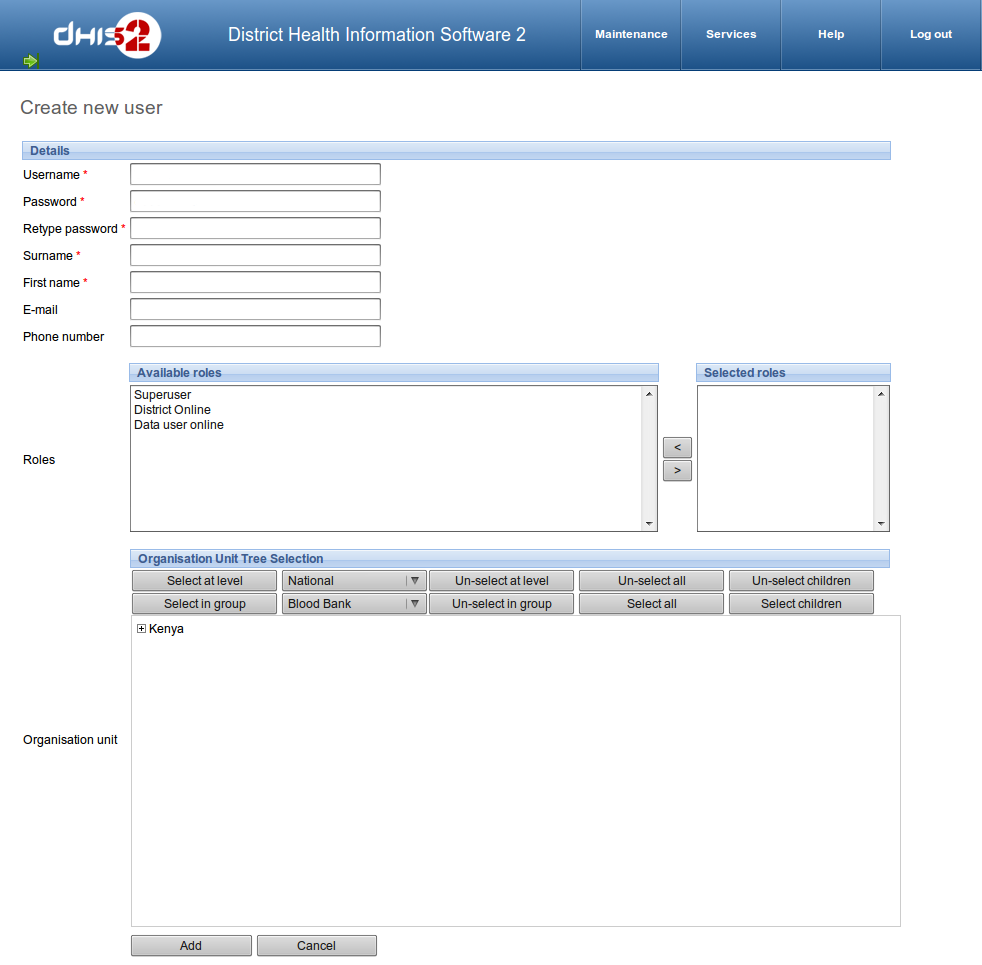 dHIS2 District Health Information Software 2 Maintenance Services Help Log out
Create new user
Details
Username *
Password *
Retype password *
Surname *
First name *
E-mail
Phone number
Available roles Selected roles
Superuser
District Online
Data user online
<
Roles
>
Organisation Unit Tree Selection
Select at level National Un-select at level Un-select all Un-select children
Select in group Blood Bank Un-select in group Select all Select children
Kenya
Organisation unit
Add Cancel